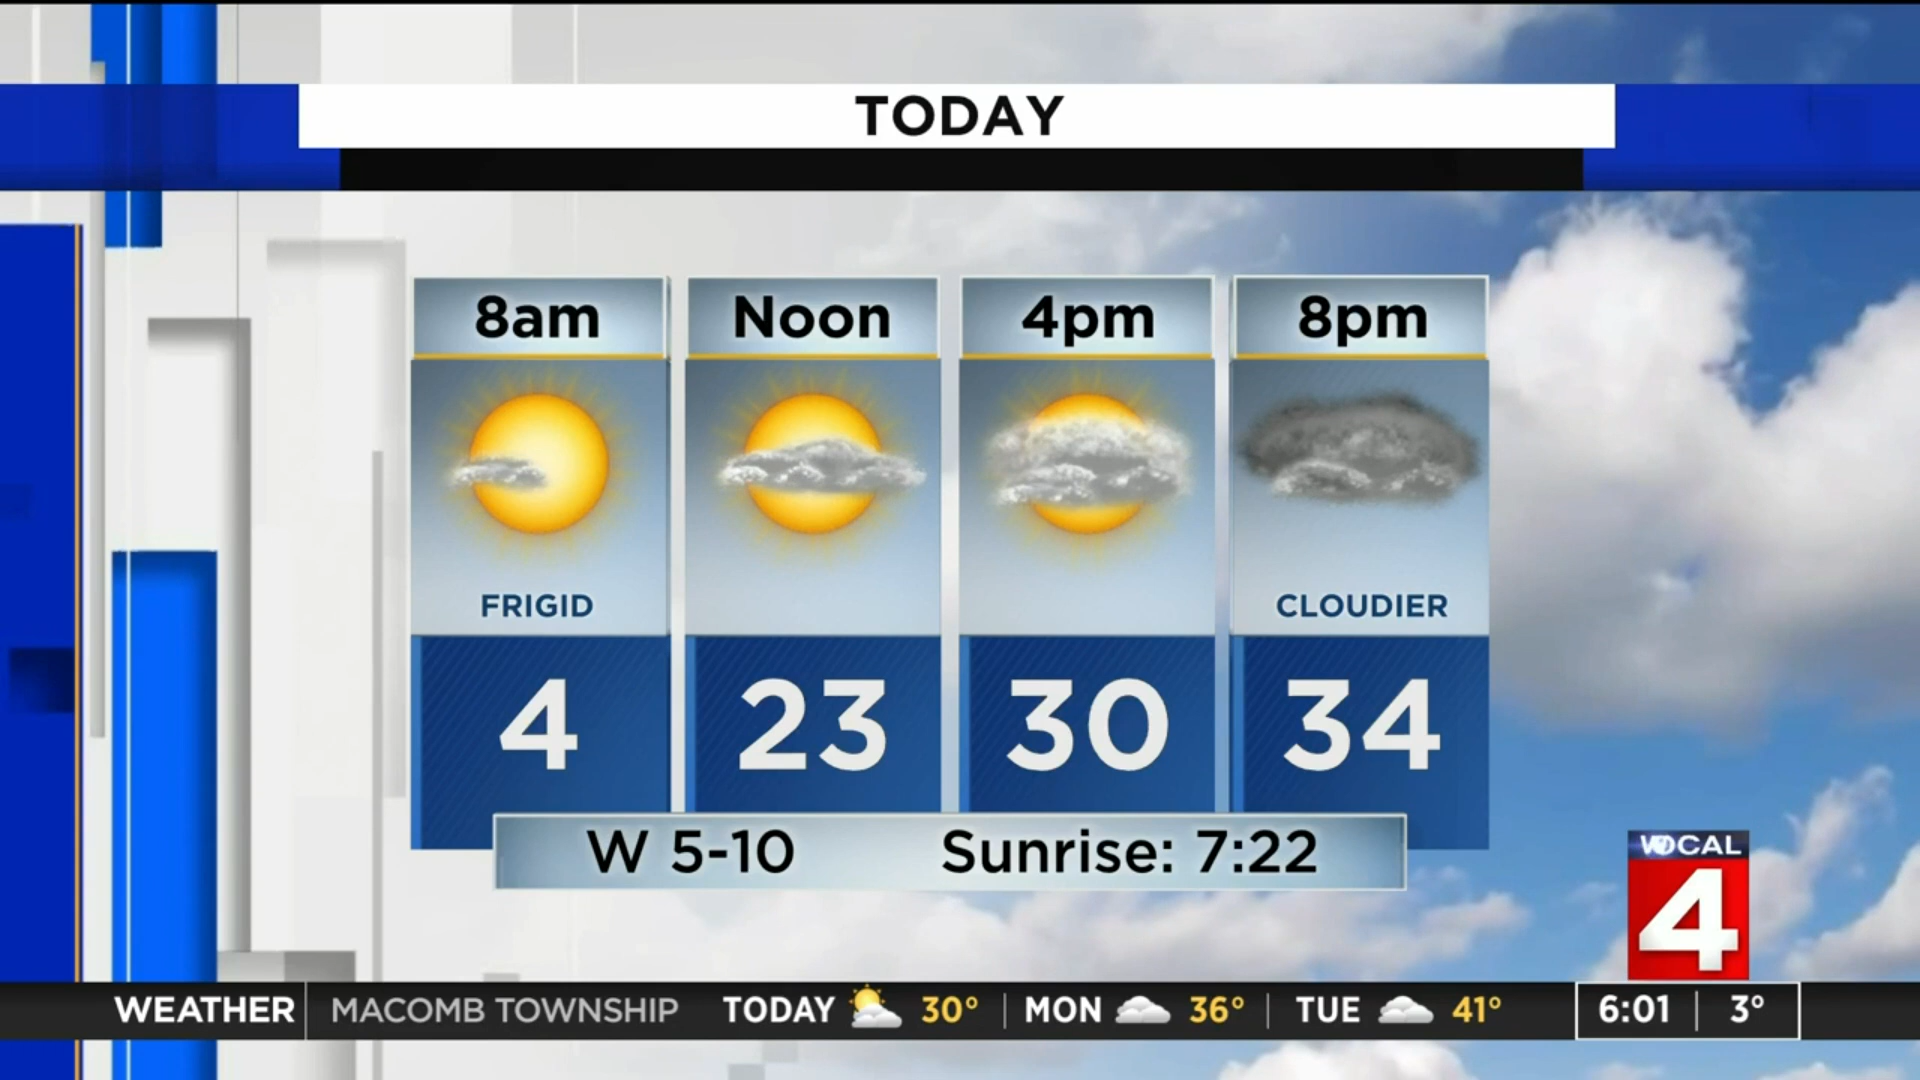 TODAY
8am Noon 4pm 8pm
FRIGID CLOUDIER
4 23 30 34
W 5-10 Sunrise: 7:22
4
WEATHER MACOMB TOWNSHIP TODAY 30° MON 36° TUE 41° 6:01 3°